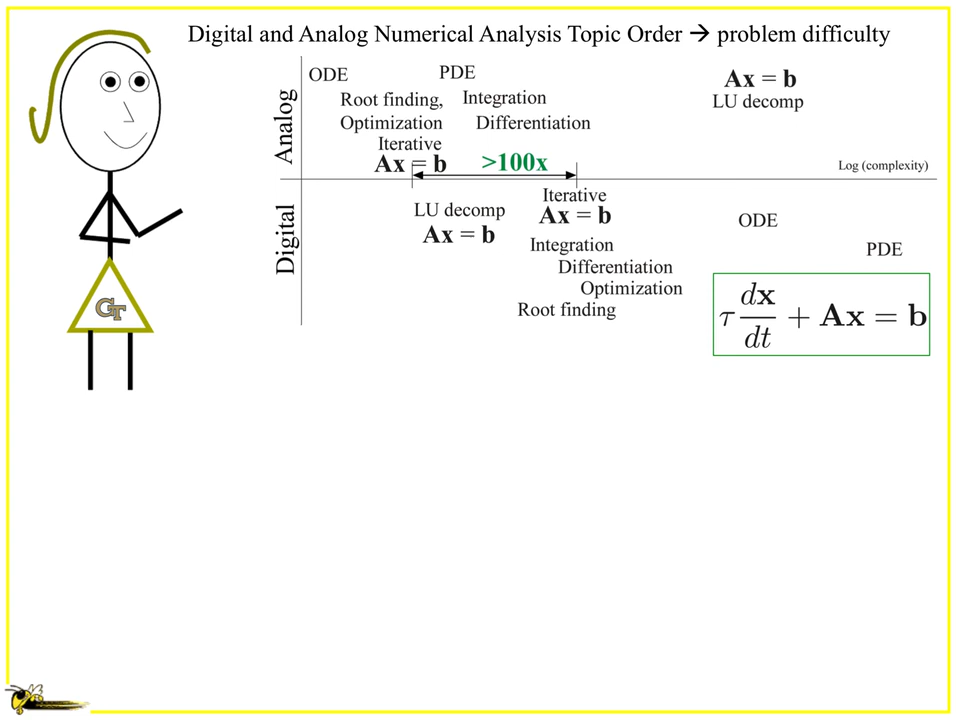 Digital and Analog Numerical Analysis Topic Order → problem difficulty
Analog
ODE
PDE
Ax = b
LU decomp
Root finding,
Optimization
Integration
Differentiation
Iterative
Ax = b
>100x
Log (complexity)
Digital
LU decomp
Ax = b
Iterative
Ax = b
Integration
Differentiation
Optimization
Root finding
ODE
PDE
τ dx/dt + Ax = b
GT